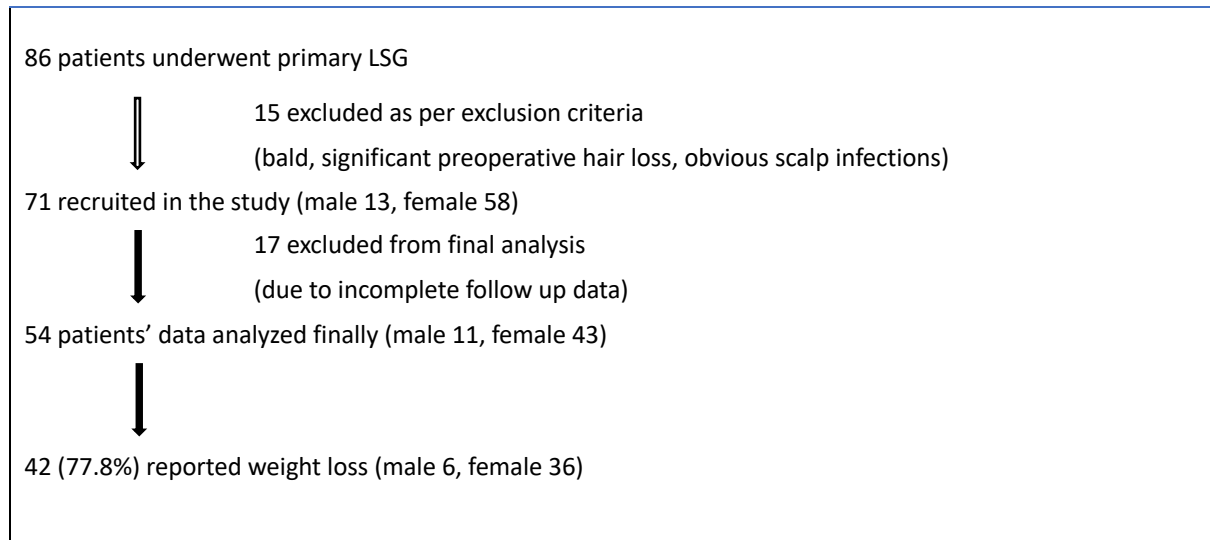 86 patients underwent primary LSG
15 excluded as per exclusion criteria
(bald, significant preoperative hair loss, obvious scalp infections)
71 recruited in the study (male 13, female 58)
17 excluded from final analysis
(due to incomplete follow up data)
54 patients’ data analyzed finally (male 11, female 43)
42 (77.8%) reported weight loss (male 6, female 36)